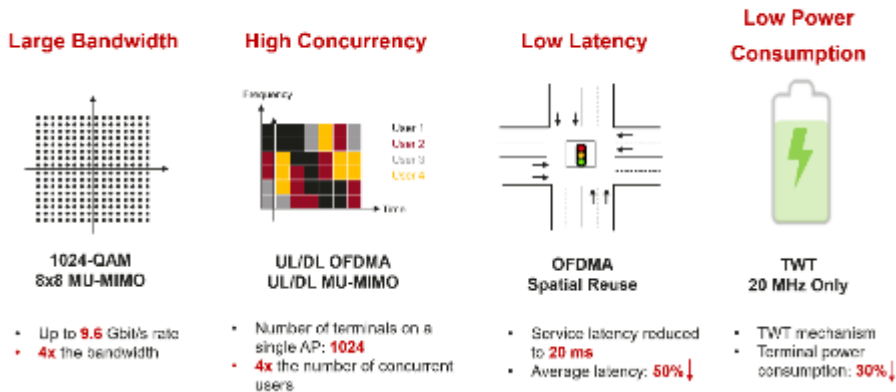 Large Bandwidth
1024-QAM
8x8 MU-MIMO
• Up to 9.6 Gbit/s rate
• 4x the bandwidth
High Concurrency
Frequency
User 1
User 2
User 3
User 4
Time
UL/DL OFDMA
UL/DL MU-MIMO
• Number of terminals on a
single AP: 1024
• 4x the number of concurrent
users
Low Latency
OFDMA
Spatial Reuse
• Service latency reduced
to 20 ms
• Average latency: 50%↓
Low Power
Consumption
TWT
20 MHz Only
• TWT mechanism
• Terminal power
consumption: 30%↓